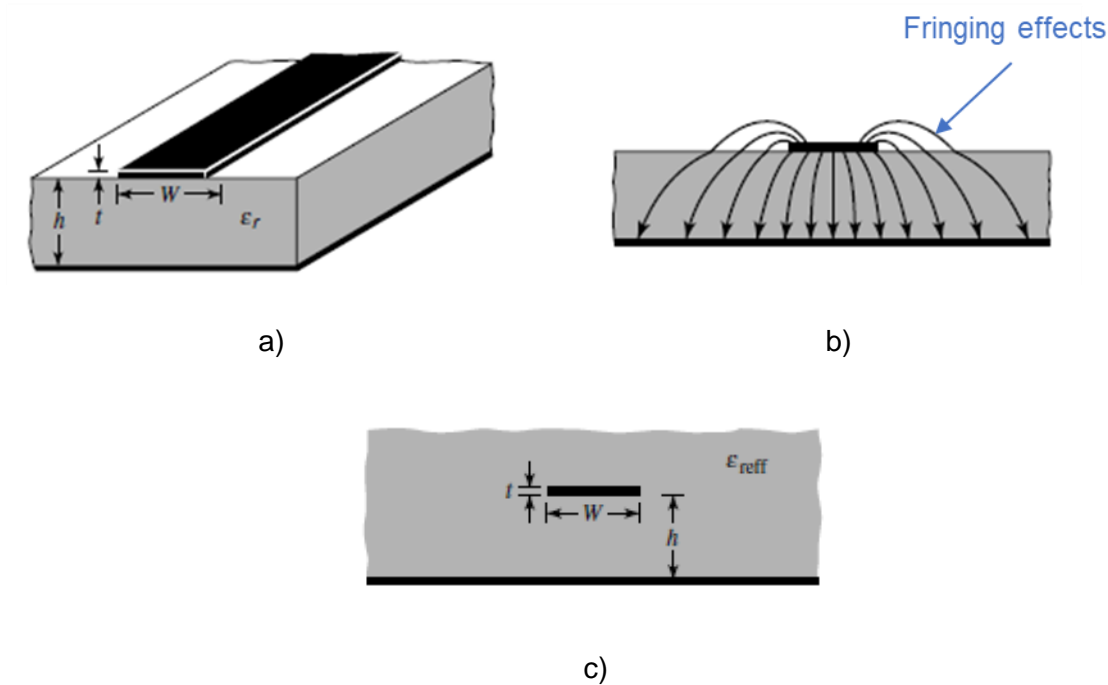 Fringing effects
W
h
t
εr
a)
b)
εreff
t
W
h
c)